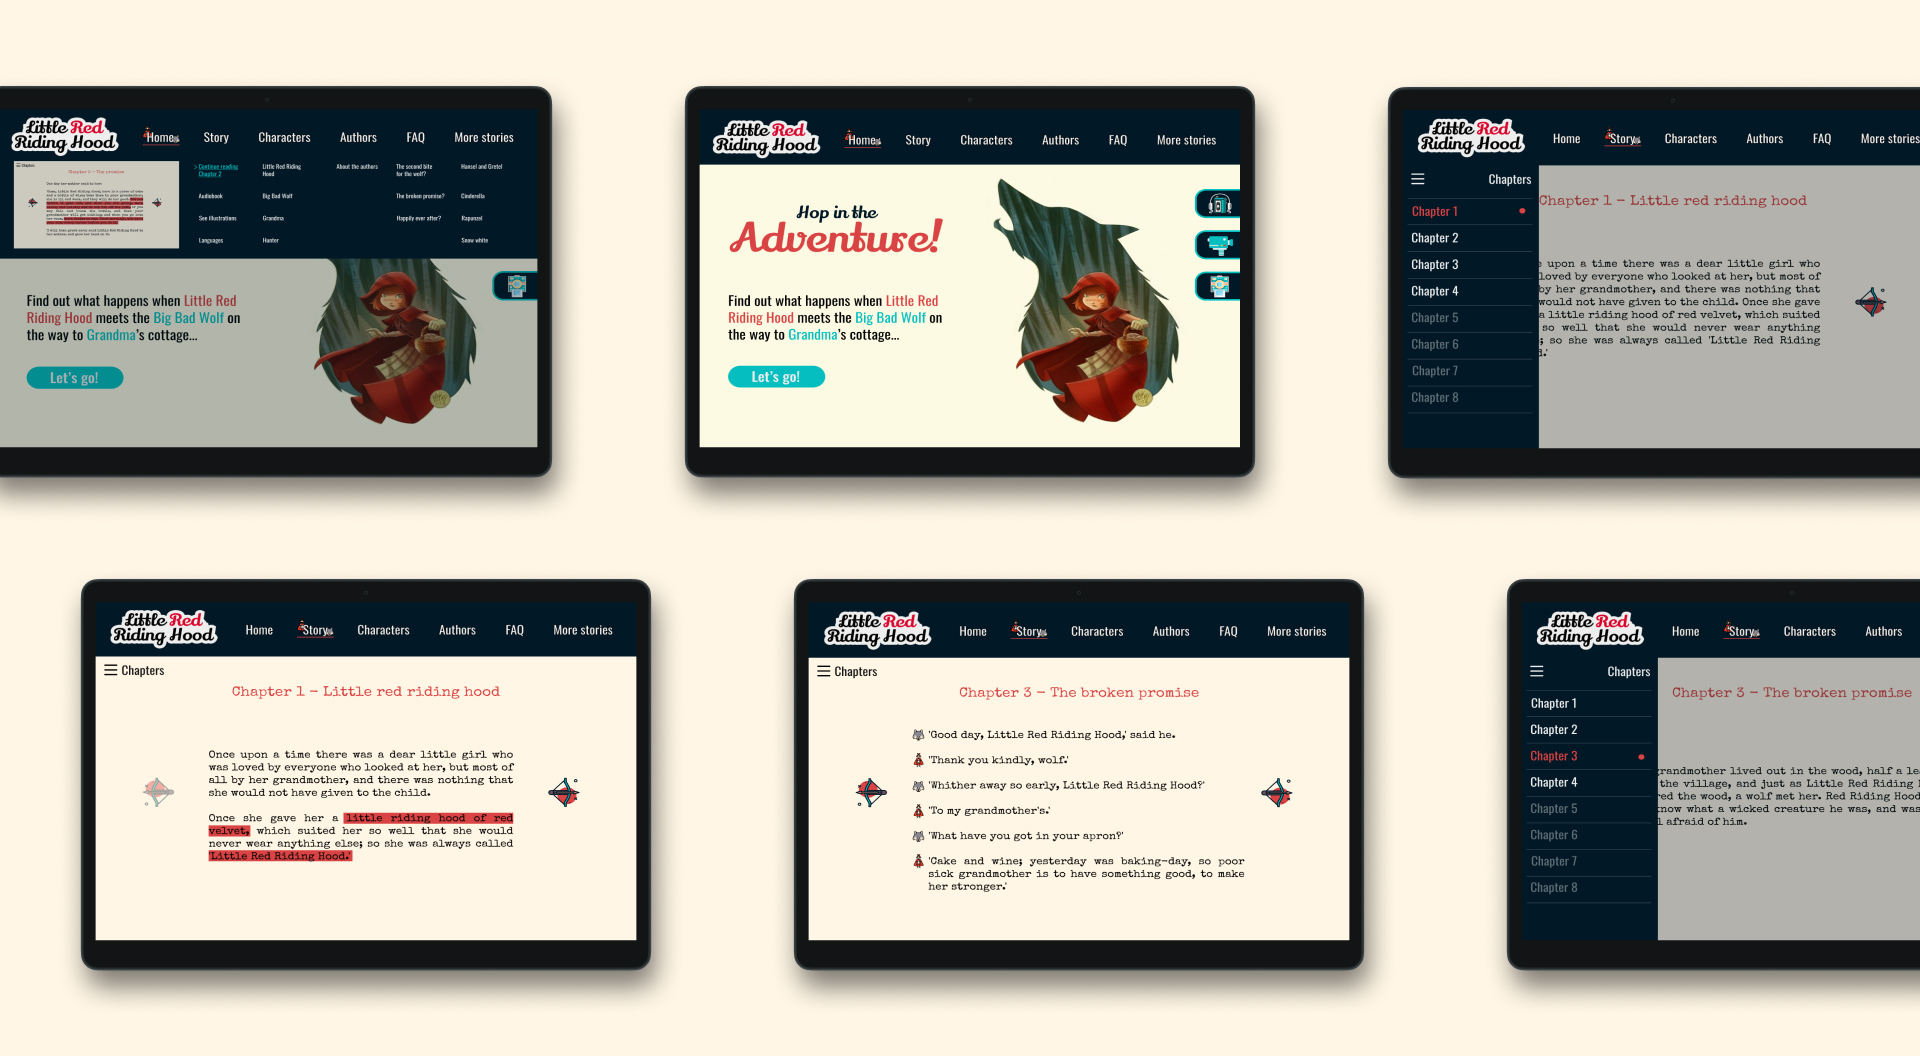 Little Red
Riding Hood
Home
Story
Characters
Authors
FAQ
More stories
Chapters
Chapter 2 - The promise
> Continue reading
Chapter 2
Audiobook
See illustrations
Languages
Little Red Riding
Hood
Big Bad Wolf
Grandma
Hunter
About the authors
The second bite
for the wolf?
The broken promise?
Happily ever after?
Hansel and Gretel
Cinderella
Rapunzel
Snow white
Find out what happens when Little Red
Riding Hood meets the Big Bad Wolf on
the way to Grandma's cottage...
Let's go!
Little Red
Riding Hood
Home
Story
Characters
Authors
FAQ
More stories
Hop in the
Adventure!
Find out what happens when Little Red
Riding Hood meets the Big Bad Wolf on
the way to Grandma's cottage...
Let's go!
Little Red
Riding Hood
Home
Story
Characters
Authors
FAQ
More stories
Chapters
Chapter 1
Chapter 2
Chapter 3
Chapter 4
Chapter 5
Chapter 6
Chapter 7
Chapter 8
Chapter 1 - Little red riding hood
upon a time there was a dear little girl who
loved by everyone who looked at her, but most of
by her grandmother, and there was nothing that
would not have given to the child. Once she gave
a little riding hood of red velvet, which suited
so well that she would never wear anything
; so she was always called 'Little Red Riding
d.'
Little Red
Riding Hood
Home
Story
Characters
Authors
FAQ
More stories
Chapters
Chapter 1 - Little red riding hood
Once upon a time there was a dear little girl who
was loved by everyone who looked at her, but most of
all by her grandmother, and there was nothing that
she would not have given to the child.
Once she gave her a little riding hood of red
velvet, which suited her so well that she would
never wear anything else; so she was always called
'Little Red Riding Hood.'
Little Red
Riding Hood
Home
Story
Characters
Authors
FAQ
More stories
Chapters
Chapter 3 - The broken promise
'Good day, Little Red Riding Hood,' said he.
'Thank you kindly, wolf.'
'Whither away so early, Little Red Riding Hood?'
'To my grandmother's.'
'What have you got in your apron?'
'Cake and wine; yesterday was baking-day, so poor
sick grandmother is to have something good, to make
her stronger.'
Little Red
Riding Hood
Home
Story
Characters
Authors
Chapters
Chapter 1
Chapter 2
Chapter 3
Chapter 4
Chapter 5
Chapter 6
Chapter 7
Chapter 8
Chapter 3 - The broken promise
grandmother lived out in the wood, half a le
the village, and just as Little Red Riding
red the wood, a wolf met her. Red Riding Hood
know what a wicked creature he was, and was
l afraid of him.